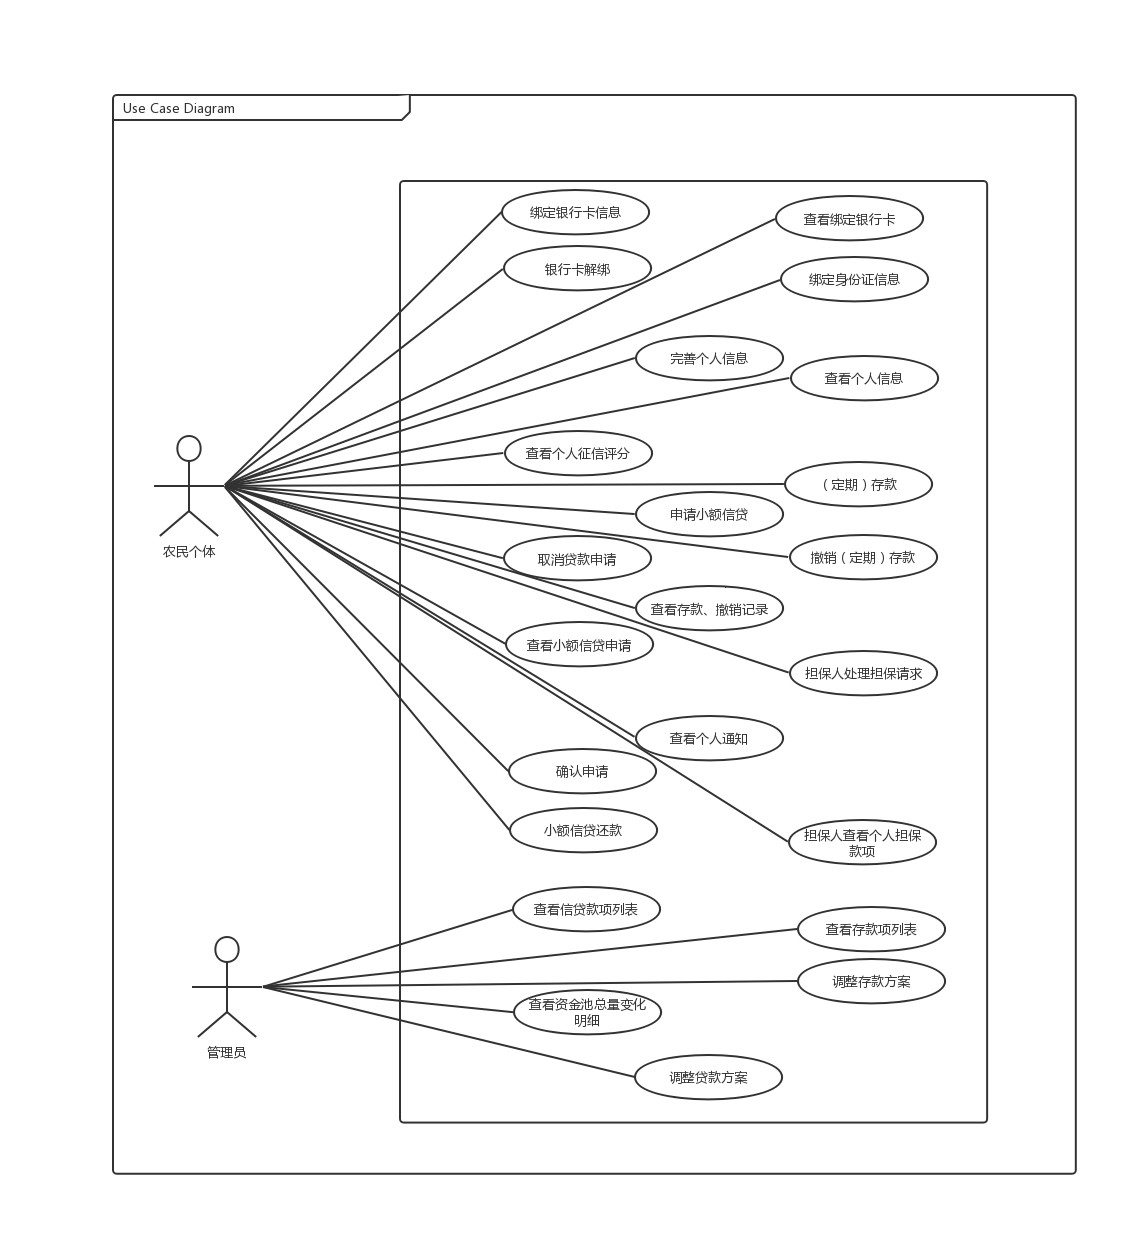 Use Case Diagram
绑定银行卡信息
查看绑定银行卡
银行卡解绑
绑定身份证信息
完善个人信息
查看个人信息
查看个人征信评分
（定期）存款
申请小额信贷
农民个体
取消贷款申请
撤销（定期）存款
查看存款、撤销记录
查看小额信贷申请
担保人处理担保请求
查看个人通知
确认申请
小额信贷还款
担保人查看个人担保
款项
查看信贷款项列表
查看存款项列表
调整存款方案
查看资金池总量变化
明细
管理员
调整贷款方案